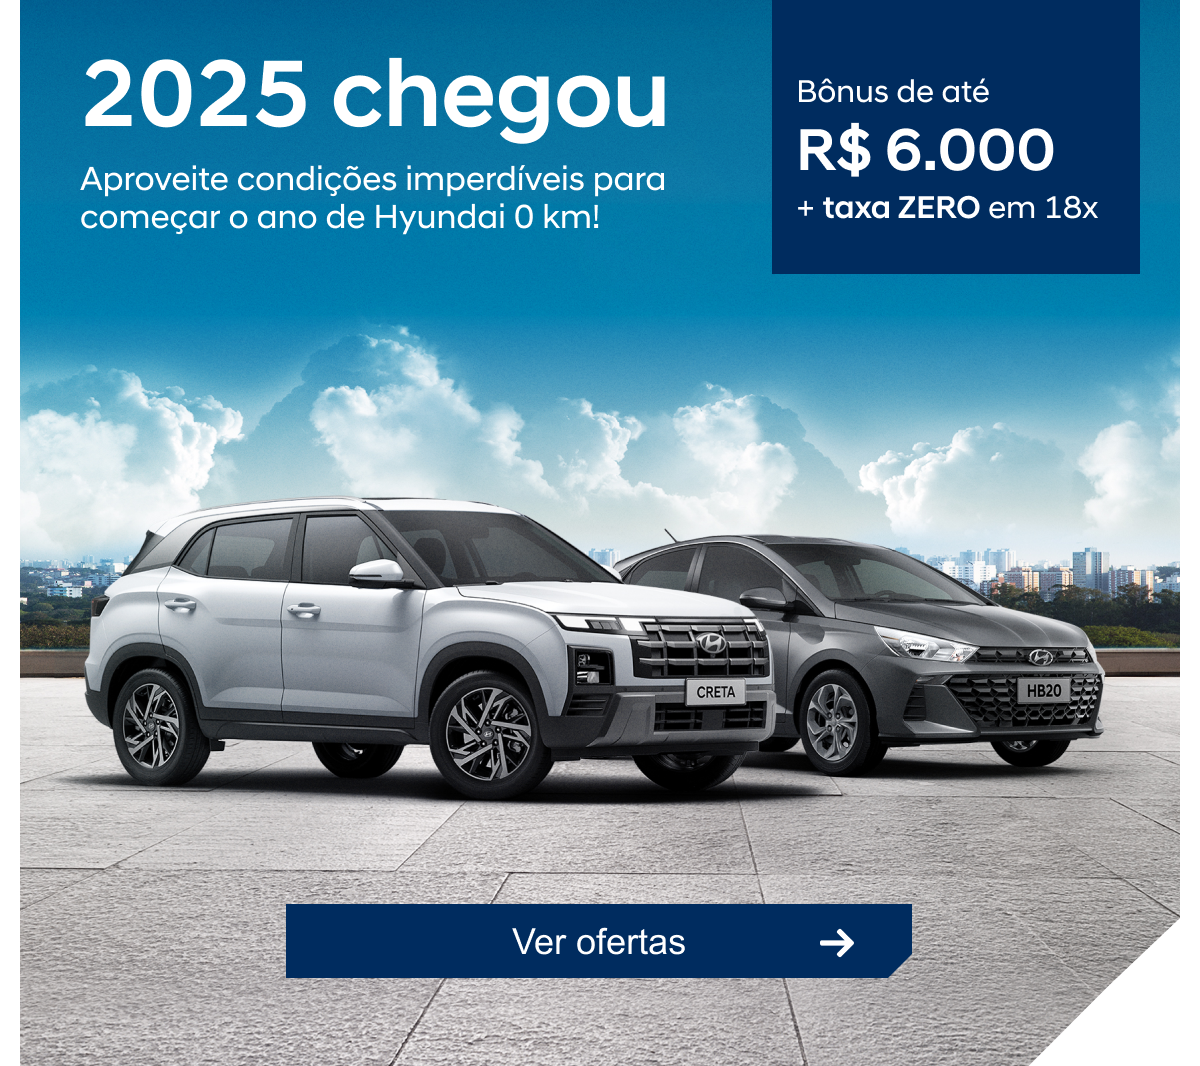 2025 chegou
Aproveite condições imperdíveis para
começar o ano de Hyundai 0 km!
Bônus de até
R$ 6.000
+ taxa ZERO em 18x
CRETA
HB20
Ver ofertas